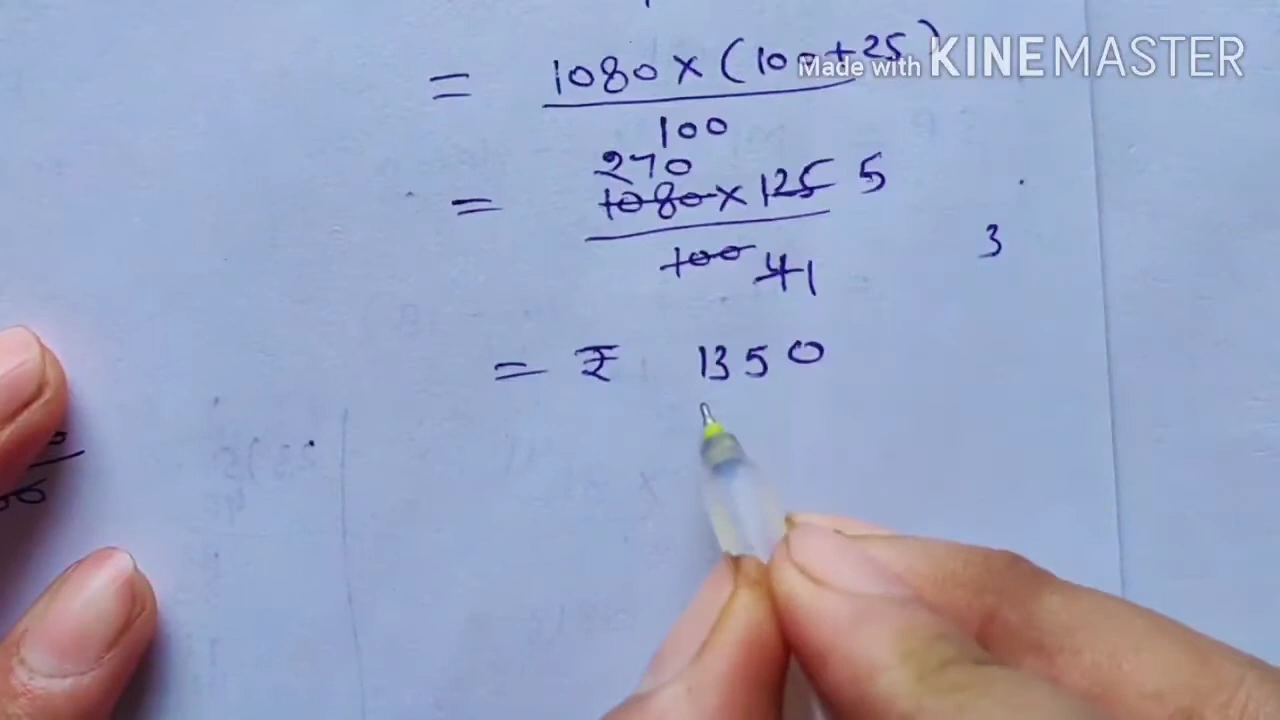 = 1080 × (100+25)
Made with KINEMASTER
100
270
= 1080 × 125 5
100 4 1
3
= ₹ 1350